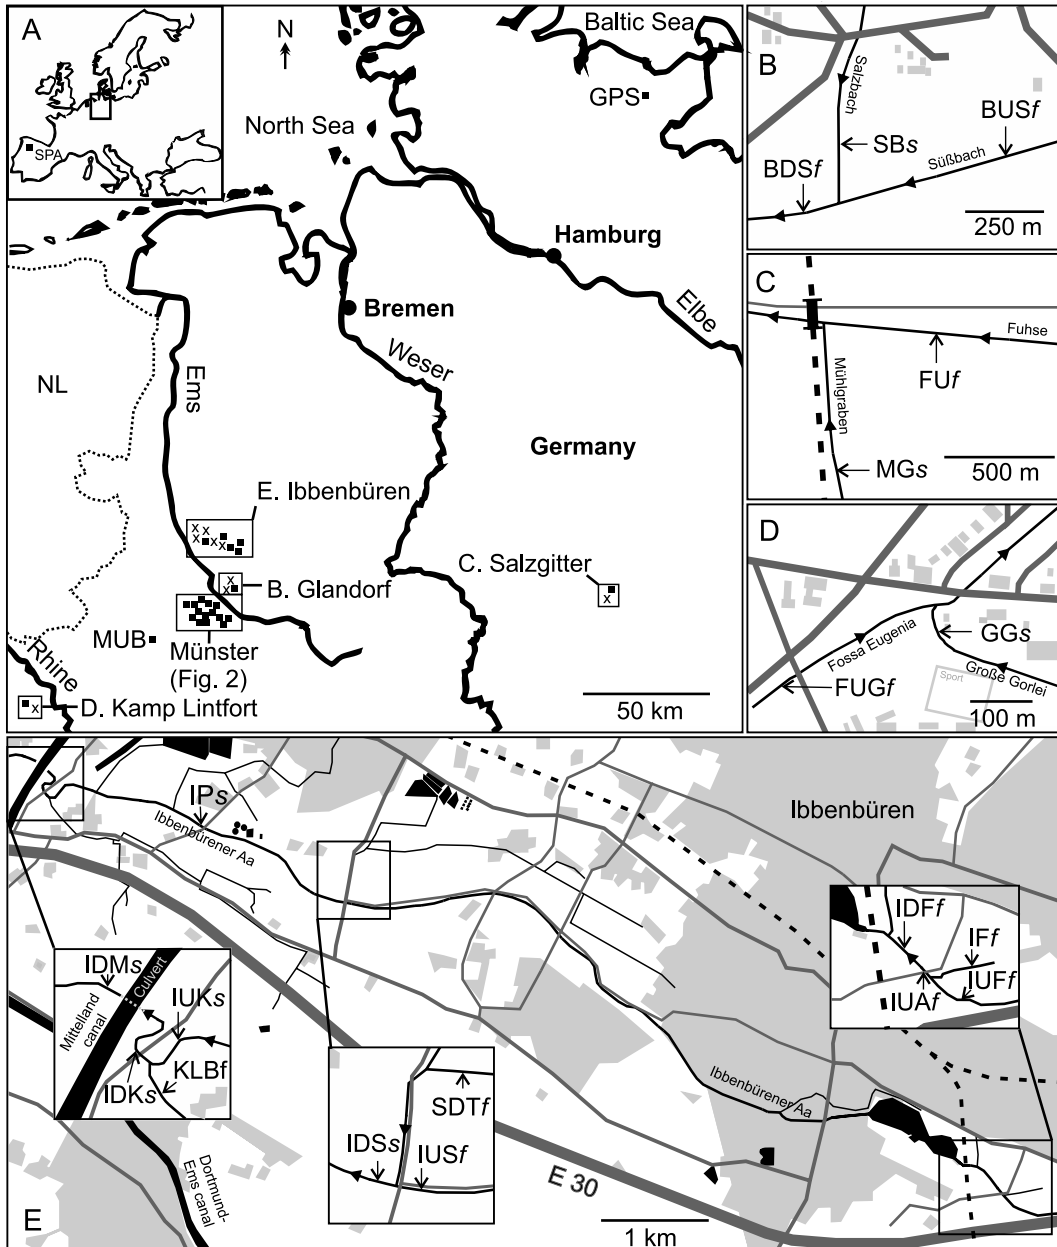 A
N
Baltic Sea
GPS
North Sea
SPA
Hamburg
Bremen
Elbe
Weser
Ems
NL
Germany
E. Ibbenbüren
x x
x x x
C. Salzgitter
x
x
B. Glandorf
x
x
MUB
Münster
(Fig. 2)
Rhine
x
D. Kamp Lintfort
50 km
B
Salzbach
BUSf
SBs
BDSf
Süßbach
250 m
C
Fuhse
FUf
Mühlgraben
MGs
500 m
D
GGs
Fossa Eugenia
FUGf
Große Gorlei
Sport
100 m
IPs
Ibbenbürener Aa
Ibbenbüren
IDFf
IFf
IUFf
IUAf
IDMs
Culvert
IUKs
Mittelland
canal
KLBf
IDKs
SDTf
IDSs
IUSf
Ibbenbürener Aa
Dortmund-
Ems canal
E 30
E
1 km